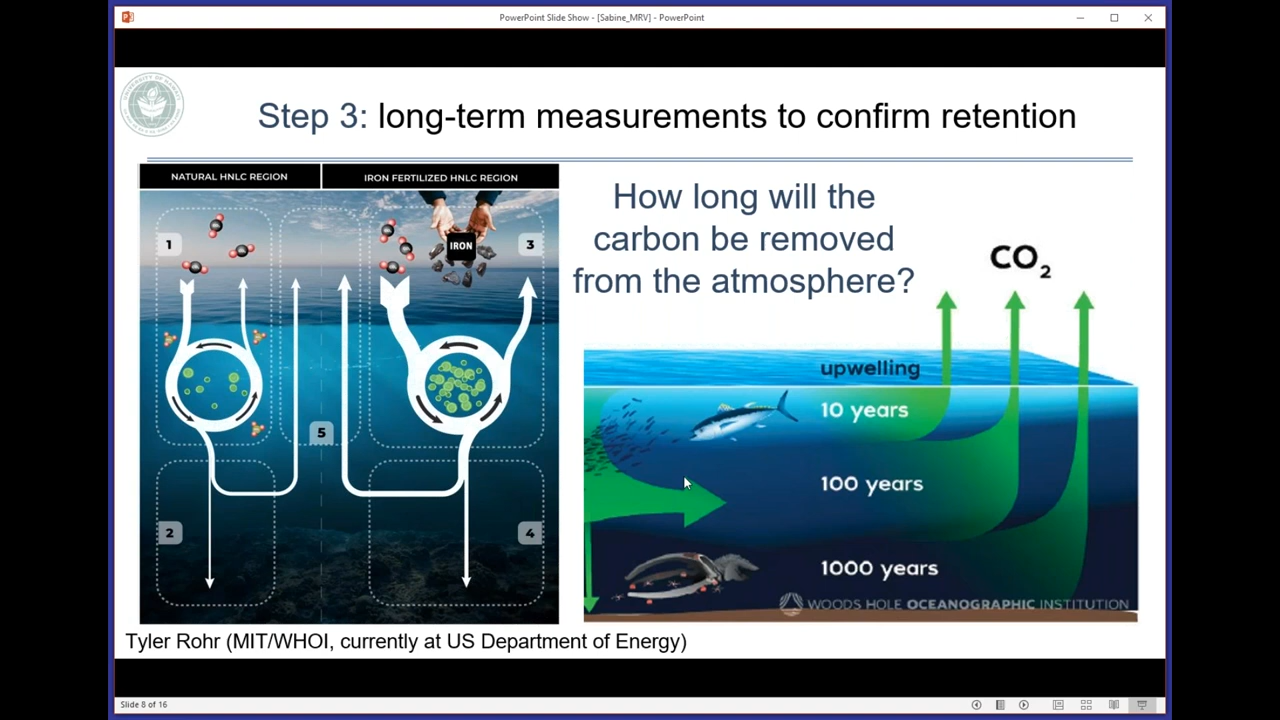 PowerPoint Slide Show - [Sabine_MRV] - PowerPoint
Step 3: long-term measurements to confirm retention
NATURAL HNLC REGION
IRON FERTILIZED HNLC REGION
1
IRON
3
5
2
4
How long will the
carbon be removed
from the atmosphere?
CO2
upwelling
10 years
100 years
1000 years
WOODS HOLE OCEANOGRAPHIC INSTITUTION
Tyler Rohr (MIT/WHOI, currently at US Department of Energy)
Slide 8 of 16